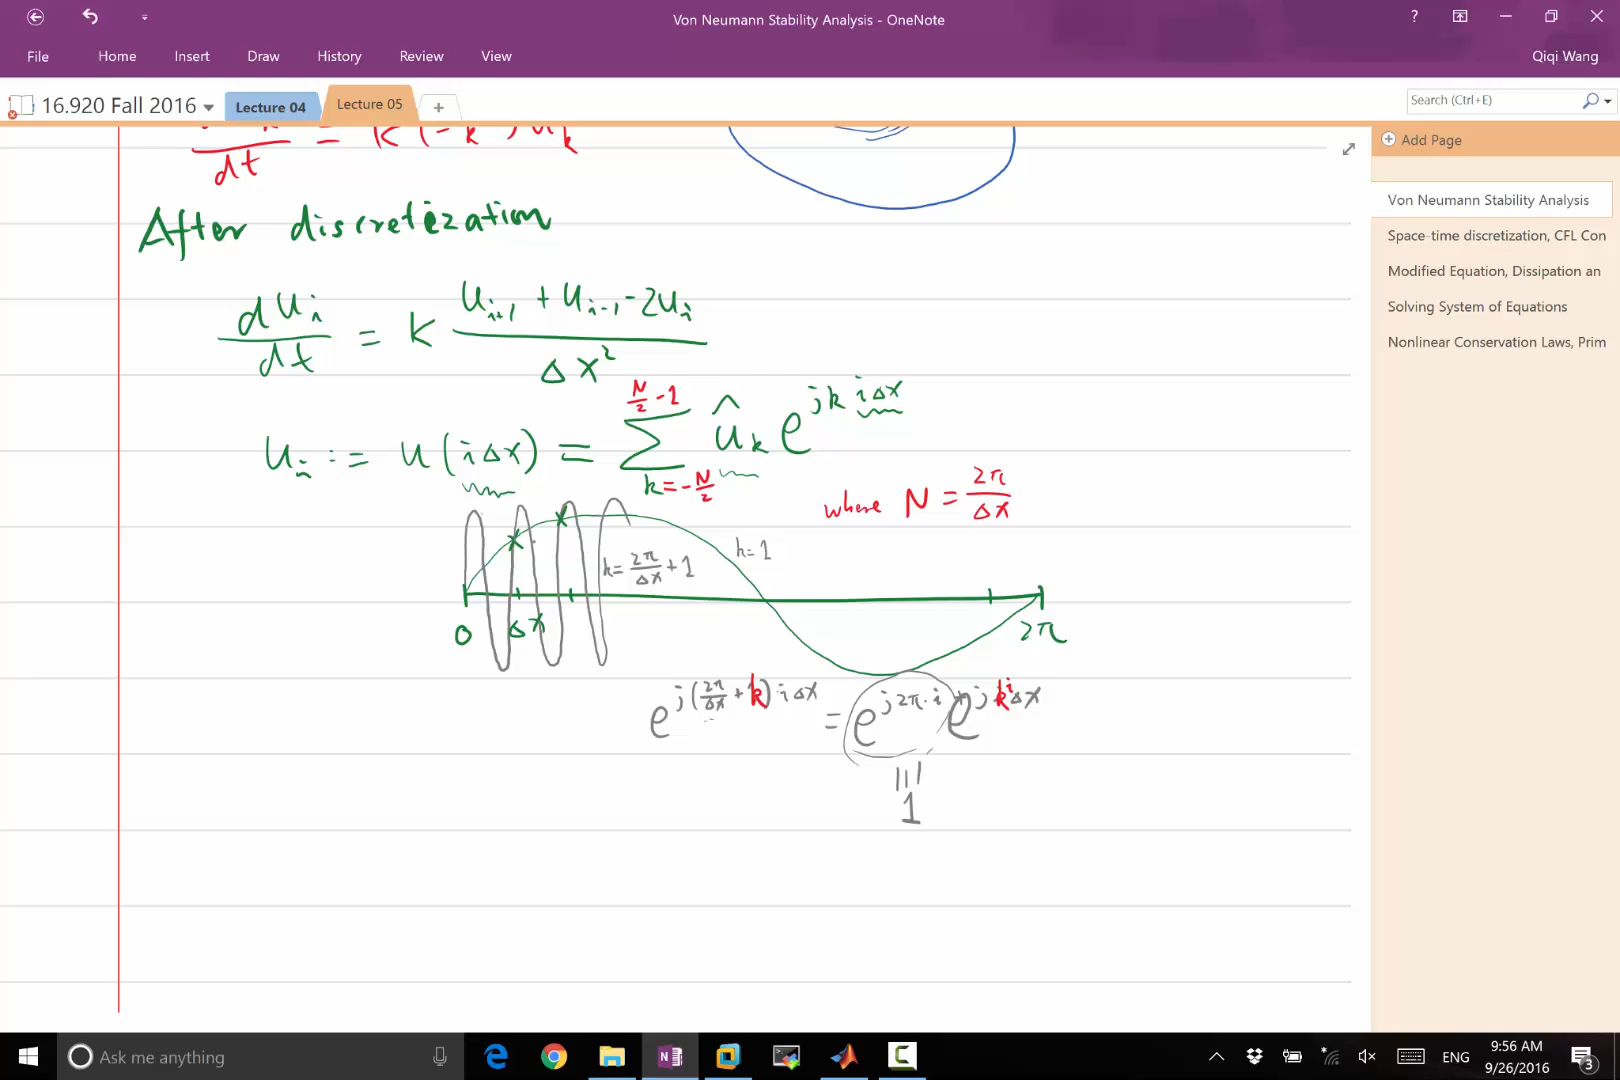 Von Neumann Stability Analysis - OneNote
?
File Home Insert Draw History Review View
Qiqi Wang
16.920 Fall 2016 Lecture 04 Lecture 05 +
Search (Ctrl+E)
Add Page
Von Neumann Stability Analysis
Space-time discretization, CFL Con
Modified Equation, Dissipation an
Solving System of Equations
Nonlinear Conservation Laws, Prim
dt
After discretization
du_i/dt = K (u_{i+1} + u_{i-1} - 2u_i)/Δx²
u_i := u(iΔx) = Σ_{k=-N/2}^{N/2 -1} û_k e^{jk iΔx}
where N = 2π/Δx
k = 2π/Δx + 1
k=1
0 Δx 2π
e^{j(2π/Δx + k) iΔx} = e^{j2π·i} e^{jkiΔx}
1
Ask me anything
ENG
9:56 AM
9/26/2016
3